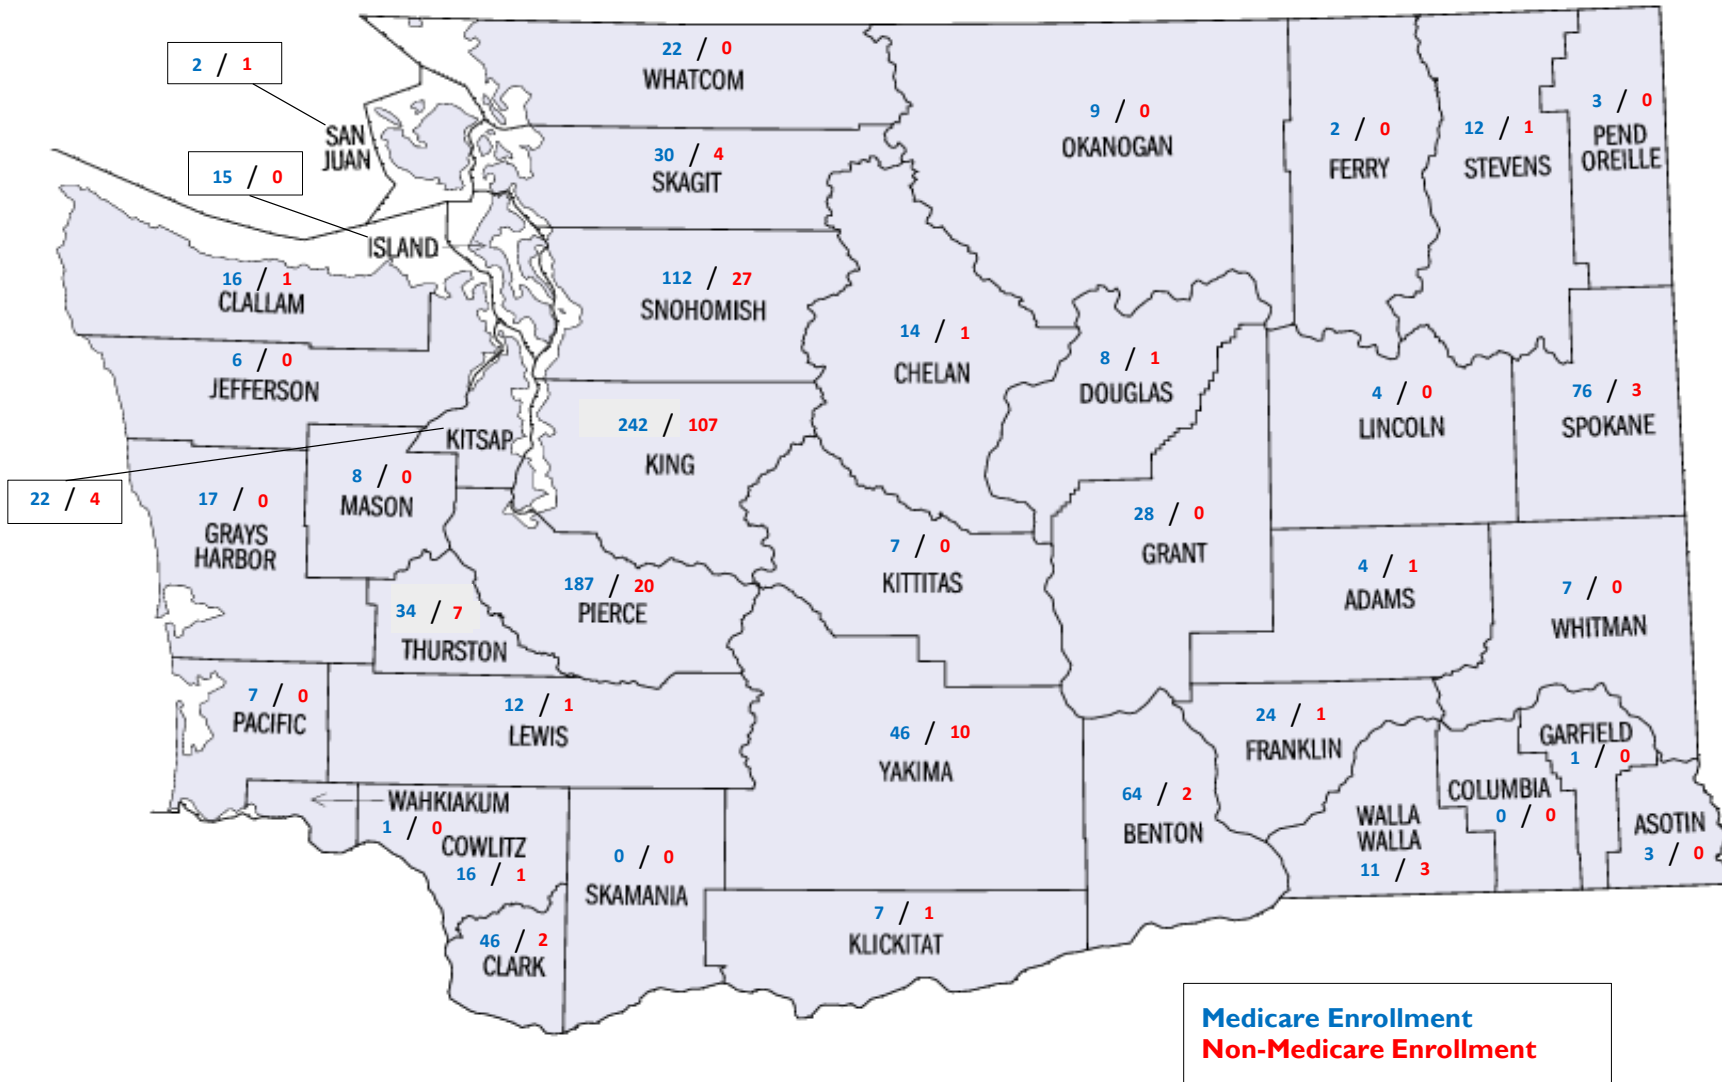 22 / 0
WHATCOM
2 / 1
SAN
JUAN
9 / 0
OKANOGAN
2 / 0
FERRY
12 / 1
STEVENS
3 / 0
PEND
OREILLE
30 / 4
SKAGIT
15 / 0
ISLAND
16 / 1
CLALLAM
112 / 27
SNOHOMISH
14 / 1
CHELAN
8 / 1
DOUGLAS
6 / 0
JEFFERSON
4 / 0
LINCOLN
76 / 3
SPOKANE
242 / 107
KING
KITSAP
22 / 4
8 / 0
MASON
17 / 0
GRAYS
HARBOR
28 / 0
GRANT
7 / 0
KITTITAS
187 / 20
PIERCE
34 / 7
THURSTON
4 / 1
ADAMS
7 / 0
WHITMAN
7 / 0
PACIFIC
12 / 1
LEWIS
46 / 10
YAKIMA
24 / 1
FRANKLIN
GARFIELD
1 / 0
COLUMBIA
0 / 0
WAHKIAKUM
1 / 0
COWLITZ
16 / 1
64 / 2
BENTON
WALLA
WALLA
11 / 3
ASOTIN
3 / 0
0 / 0
SKAMANIA
46 / 2
CLARK
7 / 1
KLICKITAT
Medicare Enrollment
Non-Medicare Enrollment